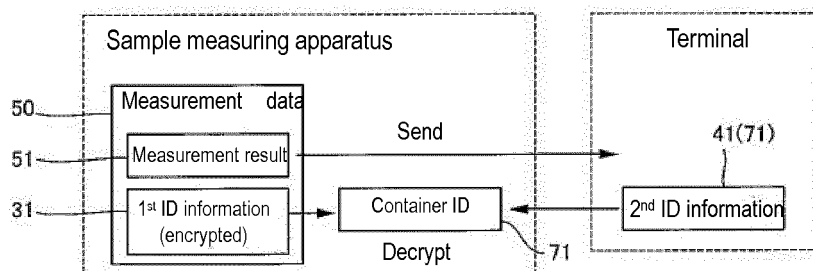 Sample measuring apparatus
Terminal
50
Measurement data
Send
41(71)
51
Measurement result
31
1st ID information
(encrypted)
Container ID
2nd ID information
Decrypt
71